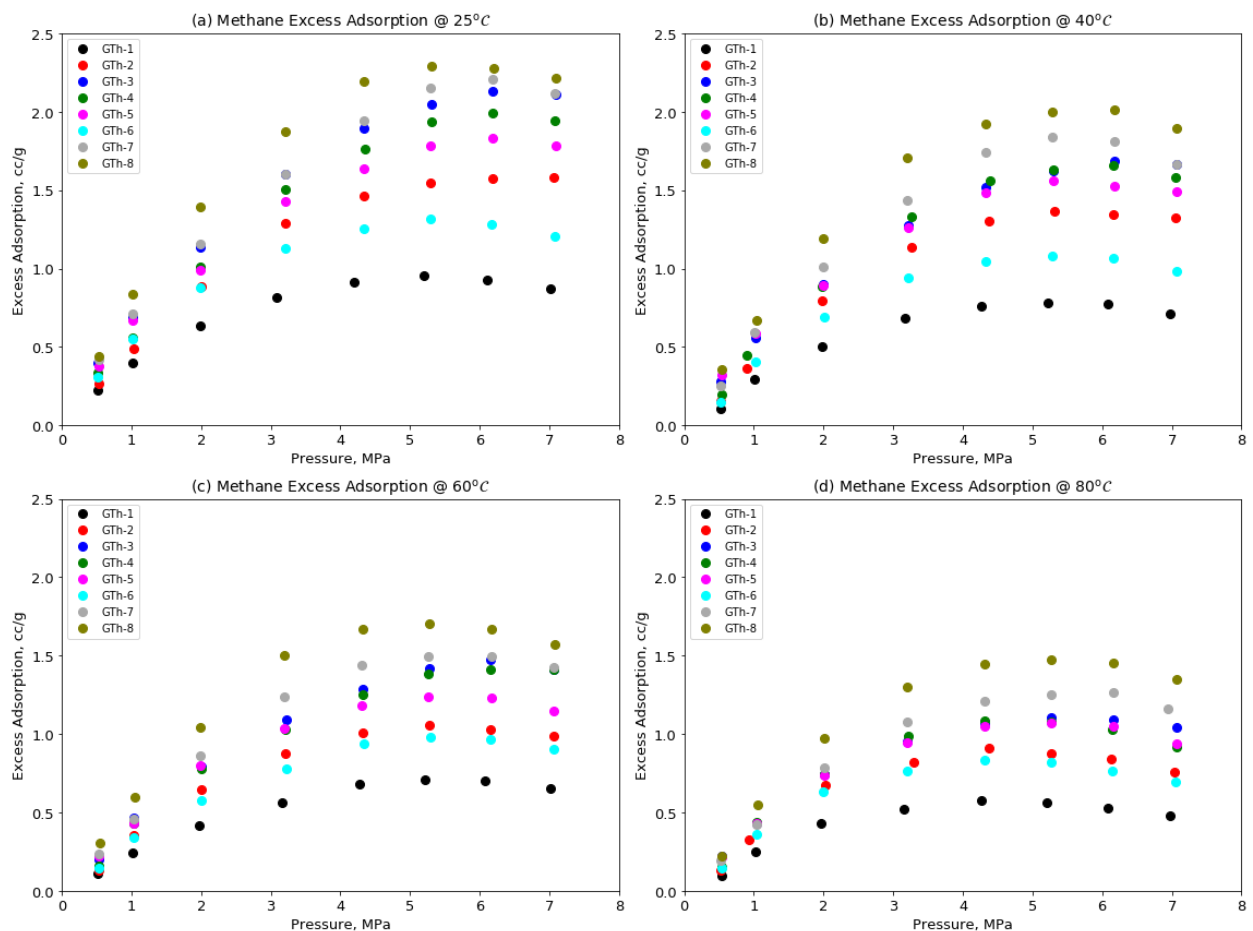 (a) Methane Excess Adsorption @ 25°C
2.5
2.0
1.5
1.0
0.5
0.0
Excess Adsorption, cc/g
GTh-1
GTh-2
GTh-3
GTh-4
GTh-5
GTh-6
GTh-7
GTh-8
0 1 2 3 4 5 6 7 8
Pressure, MPa
(b) Methane Excess Adsorption @ 40°C
2.5
2.0
1.5
1.0
0.5
0.0
Excess Adsorption, cc/g
GTh-1
GTh-2
GTh-3
GTh-4
GTh-5
GTh-6
GTh-7
GTh-8
0 1 2 3 4 5 6 7 8
Pressure, MPa
(c) Methane Excess Adsorption @ 60°C
2.5
2.0
1.5
1.0
0.5
0.0
Excess Adsorption, cc/g
GTh-1
GTh-2
GTh-3
GTh-4
GTh-5
GTh-6
GTh-7
GTh-8
0 1 2 3 4 5 6 7 8
Pressure, MPa
(d) Methane Excess Adsorption @ 80°C
2.5
2.0
1.5
1.0
0.5
0.0
Excess Adsorption, cc/g
GTh-1
GTh-2
GTh-3
GTh-4
GTh-5
GTh-6
GTh-7
GTh-8
0 1 2 3 4 5 6 7 8
Pressure, MPa